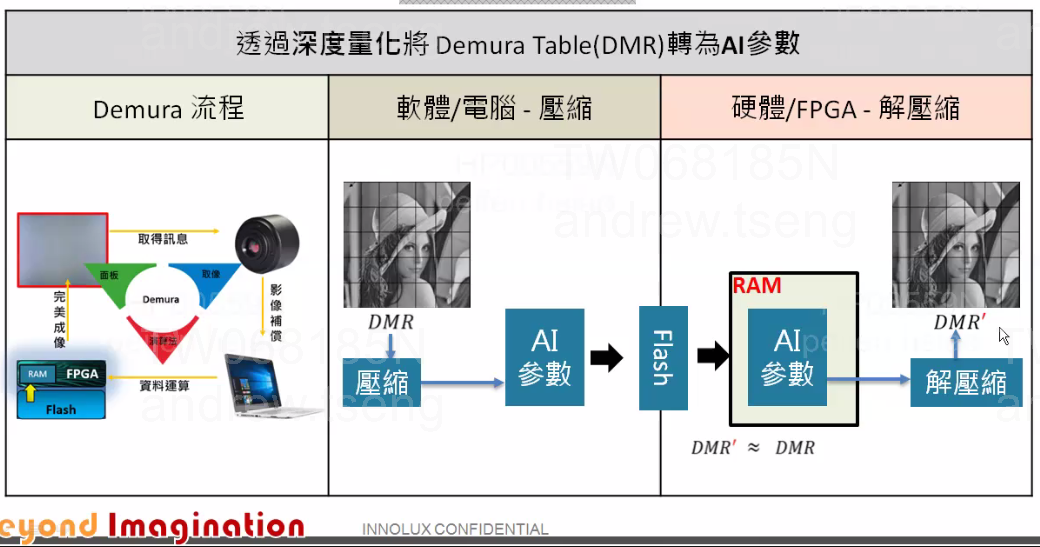 透過深度量化將 Demura Table(DMR)轉為AI參數
Demura 流程
軟體/電腦 - 壓縮
硬體/FPGA - 解壓縮
取得訊息
面板
取像
Demura
影像補償
完美成像
資料運算
RAM
FPGA
Flash
DMR
壓縮
AI
參數
Flash
RAM
AI
參數
DMR′
解壓縮
DMR′ ≈ DMR
TW068185N
andrew.tseng
TW068185N
andrew.tseng
eyond Imagination
INNOLUX CONFIDENTIAL